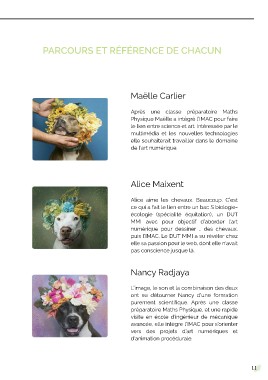 PARCOURS ET RÉFÉRENCE DE CHACUN
Maëlle Carlier
Après une classe préparatoire Maths
Physique Maëlle a intégré l'IMAC pour faire
le lien entre science et art. Intéressée par le
multimédia et les nouvelles technologies
elle souhaiterait travailler dans le domaine
de l'art numérique.
Alice Maixent
Alice aime les chevaux. Beaucoup. C'est
ce qui a fait le lien entre un bac S biologie-
écologie (spécialité équitation), un DUT
MMI avec pour objectif d'aborder l'art
numérique pour dessiner ... des chevaux,
puis l'IMAC. Le DUT MMI a su révéler chez
elle sa passion pour le web, dont elle n'avait
pas conscience jusque là.
Nancy Radjaya
L'image, le son et la combinaison des deux
ont su détourner Nancy d'une formation
purement scientifique. Après une classe
préparatoire Maths Physique, et une rapide
visite en école d'ingénieur de mécanique
avancée, elle intègre l'IMAC pour s'orienter
vers des projets d'art numériques et
d'animation procédurale.